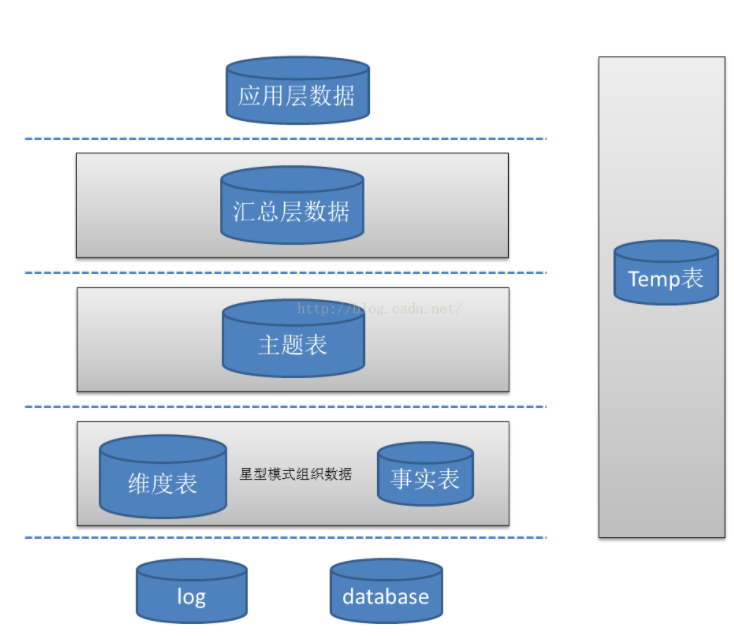 应用层数据
汇总层数据
Temp表
http://blog.csdn.net/
主题表
维度表
星型模式组织数据
事实表
log
database